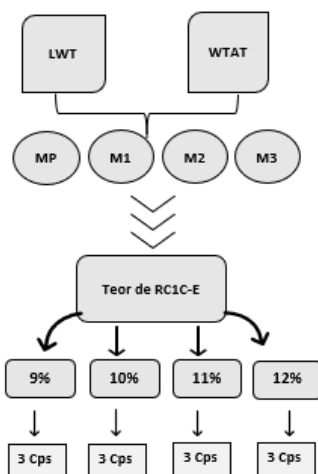 LWT WTAT
MP M1 M2 M3
Teor de RC1C-E
9% 10% 11% 12%
3 Cps 3 Cps 3 Cps 3 Cps